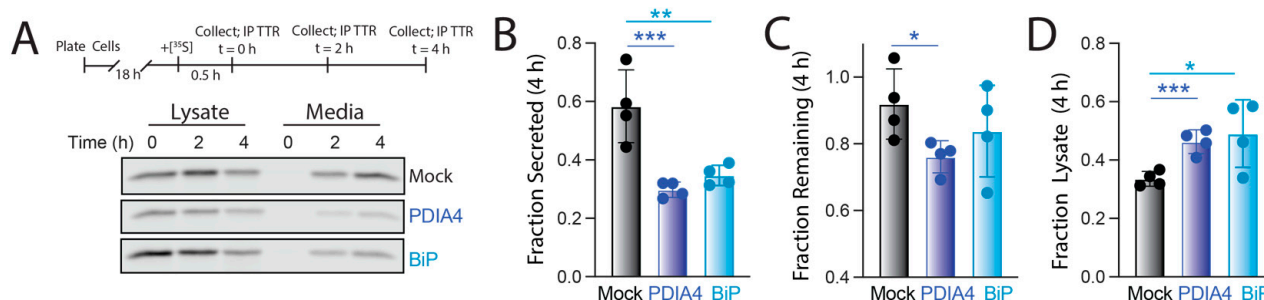 A
Plate Cells
18 h
+[³⁵S]
0.5 h
Collect; IP TTR
t = 0 h
Collect; IP TTR
t = 2 h
Collect; IP TTR
t = 4 h
Lysate Media
Time (h) 0 2 4 0 2 4
Mock
PDIA4
BiP
B
Fraction Secreted (4 h)
0.8
0.6
0.4
0.2
0.0
**
***
Mock PDIA4 BiP
C
Fraction Remaining (4 h)
1.0
0.8
0.6
0.4
*
Mock PDIA4 BiP
D
Fraction Lysate (4 h)
0.8
0.6
0.4
0.2
0.0
*
***
Mock PDIA4 BiP